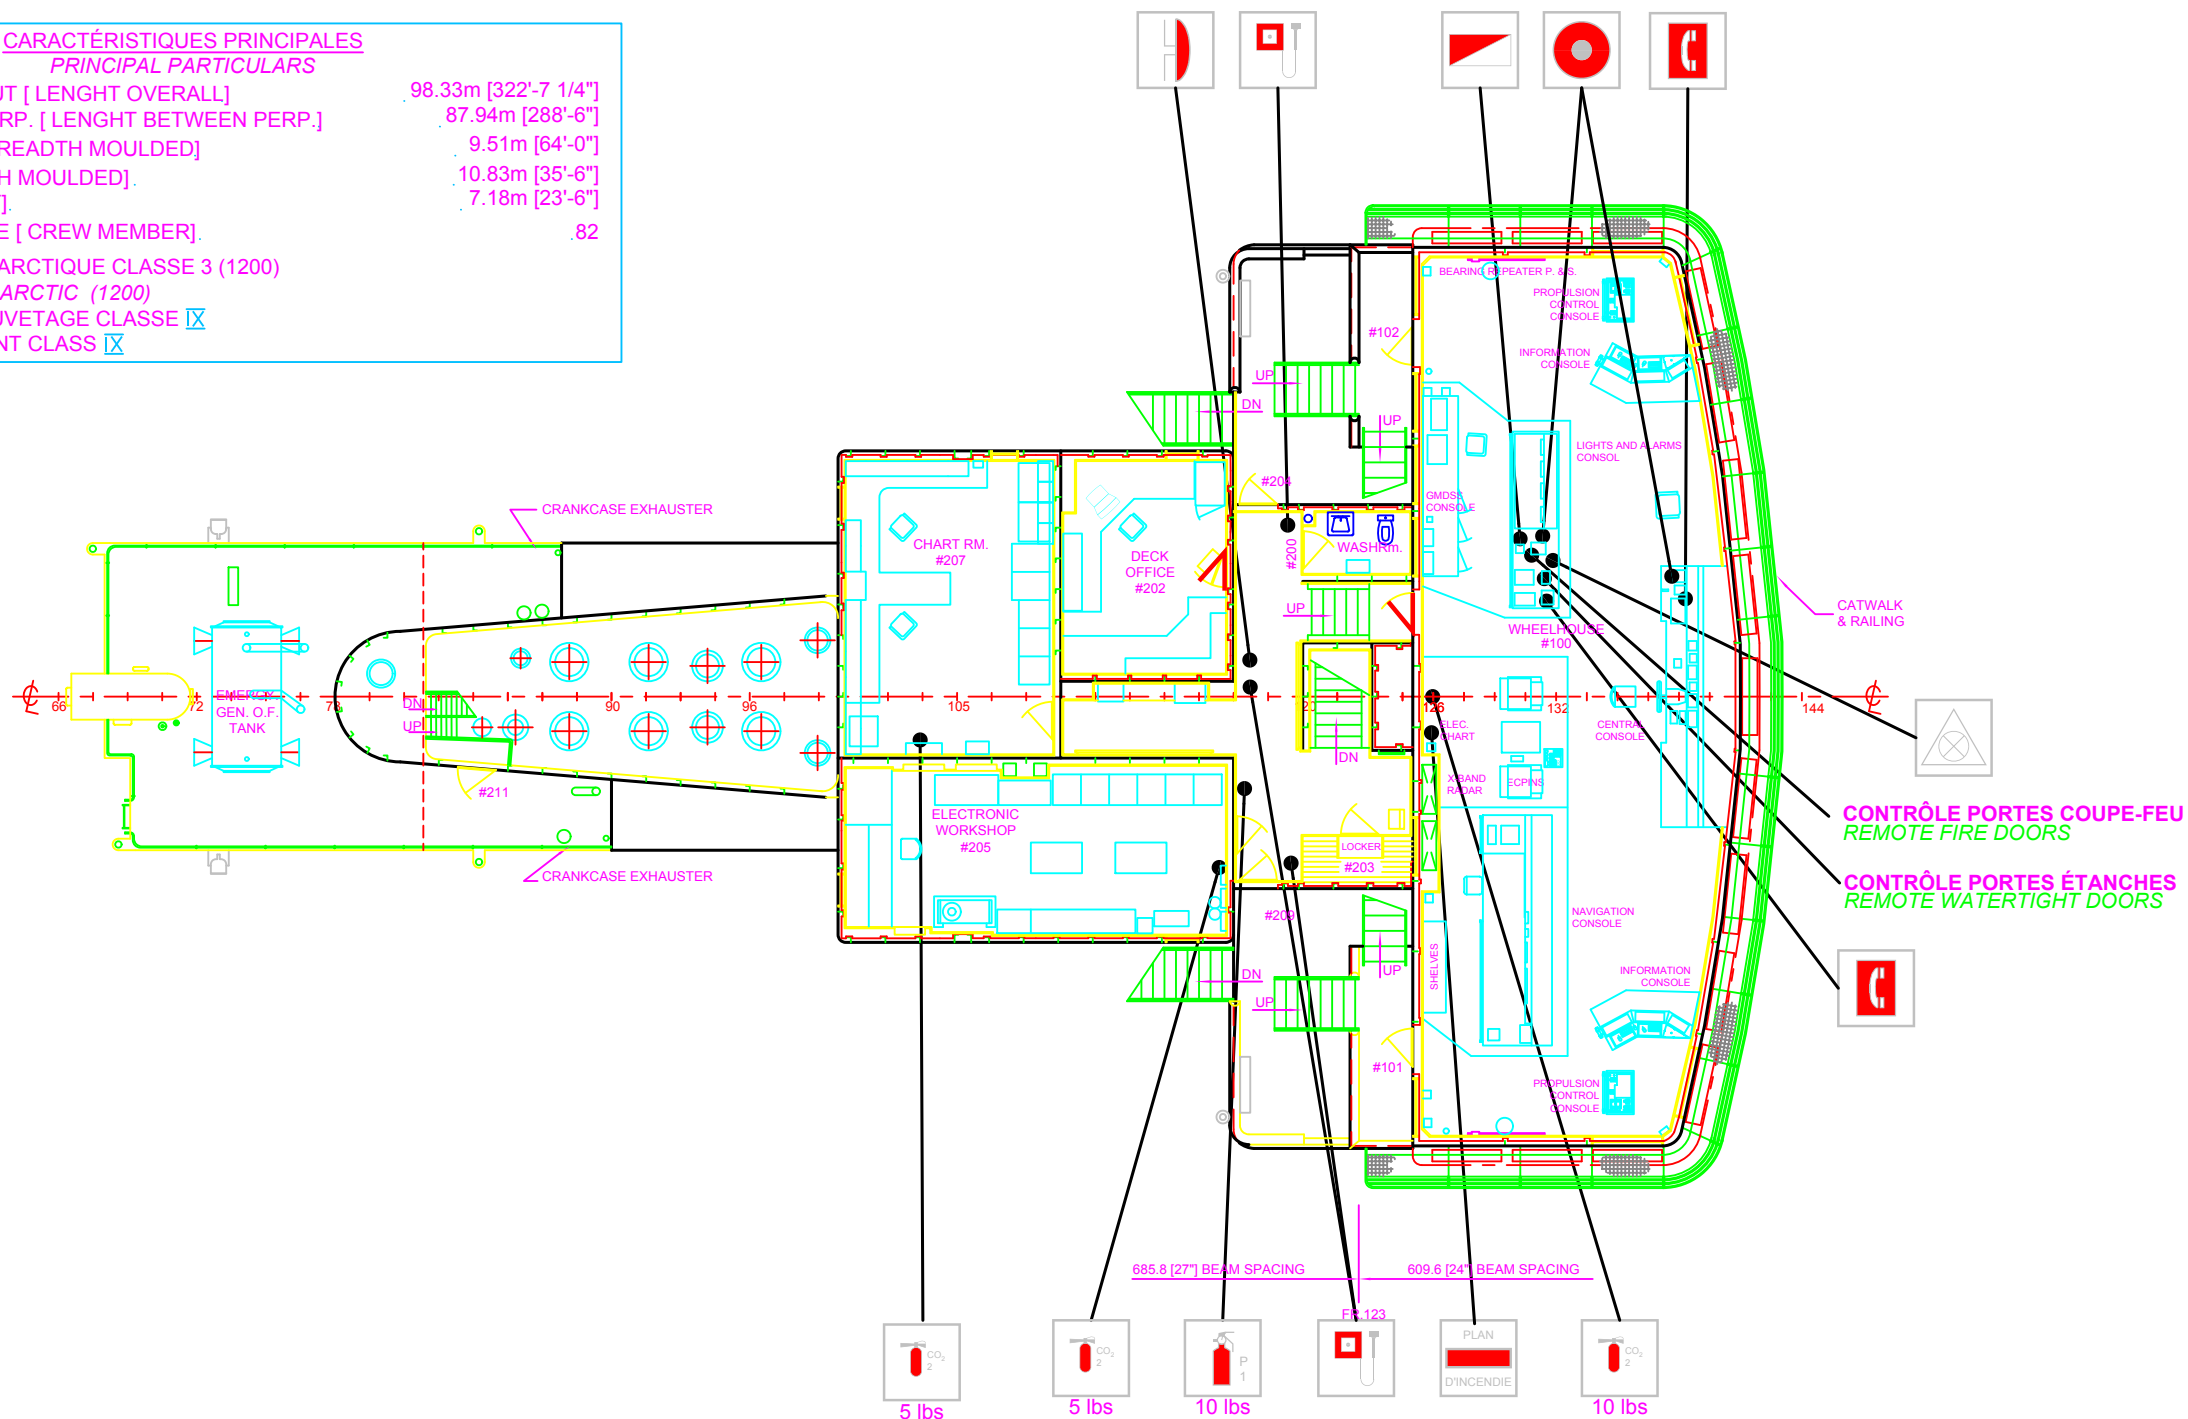 CARACTÉRISTIQUES PRINCIPALES
PRINCIPAL PARTICULARS
UT [ LENGHT OVERALL] 98.33m [322'-7 1/4"]
RP. [ LENGHT BETWEEN PERP.] 87.94m [288'-6"]
READTH MOULDED] 9.51m [64'-0"]
H MOULDED] 10.83m [35'-6"]
T] 7.18m [23'-6"]
E [ CREW MEMBER] 82
ARCTIQUE CLASSE 3 (1200)
ARCTIC (1200)
UVETAGE CLASSE IX
NT CLASS IX
BEARING REPEATER P. & S.
PROPULSION
CONTROL
CONSOLE
#102
INFORMATION
CONSOLE
UP
DN
UP
LIGHTS AND ALARMS
CONSOL
#204
GMDSS
CONSOLE
CRANKCASE EXHAUSTER
CHART RM.
#207
DECK
OFFICE
#202
#200
WASHRm.
UP
WHEELHOUSE
#100
CATWALK
& RAILING
66
72
78
90
96
105
120
126
132
144
EMERGY.
GEN. O.F.
TANK
DN
UP
ELEC.
CHART
CENTRAL
CONSOLE
DN
X-BAND
RADAR
ECPINS
#211
CONTRÔLE PORTES COUPE-FEU
REMOTE FIRE DOORS
ELECTRONIC
WORKSHOP
#205
LOCKER
#203
CRANKCASE EXHAUSTER
CONTRÔLE PORTES ÉTANCHES
REMOTE WATERTIGHT DOORS
#209
NAVIGATION
CONSOLE
SHELVES
DN
UP
UP
INFORMATION
CONSOLE
#101
PROPULSION
CONTROL
CONSOLE
685.8 [27"] BEAM SPACING
609.6 [24"] BEAM SPACING
FR.123
CO2
2
5 lbs
CO2
2
5 lbs
P
1
10 lbs
PLAN
D'INCENDIE
CO2
2
10 lbs